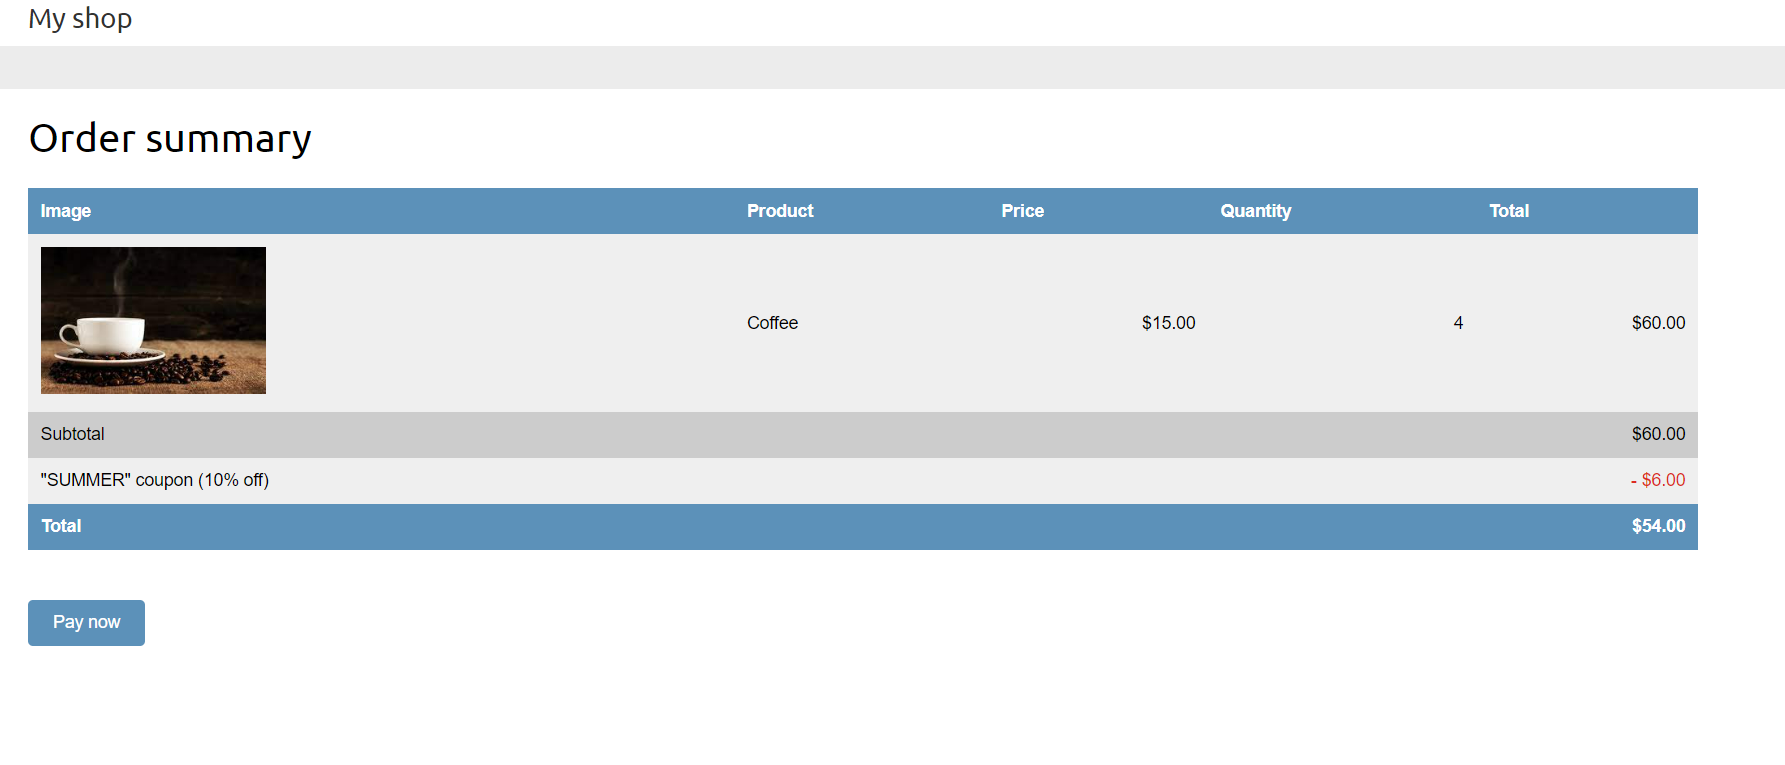 My shop
Order summary
Image Product Price Quantity Total
Coffee $15.00 4 $60.00
Subtotal $60.00
"SUMMER" coupon (10% off) - $6.00
Total $54.00
Pay now